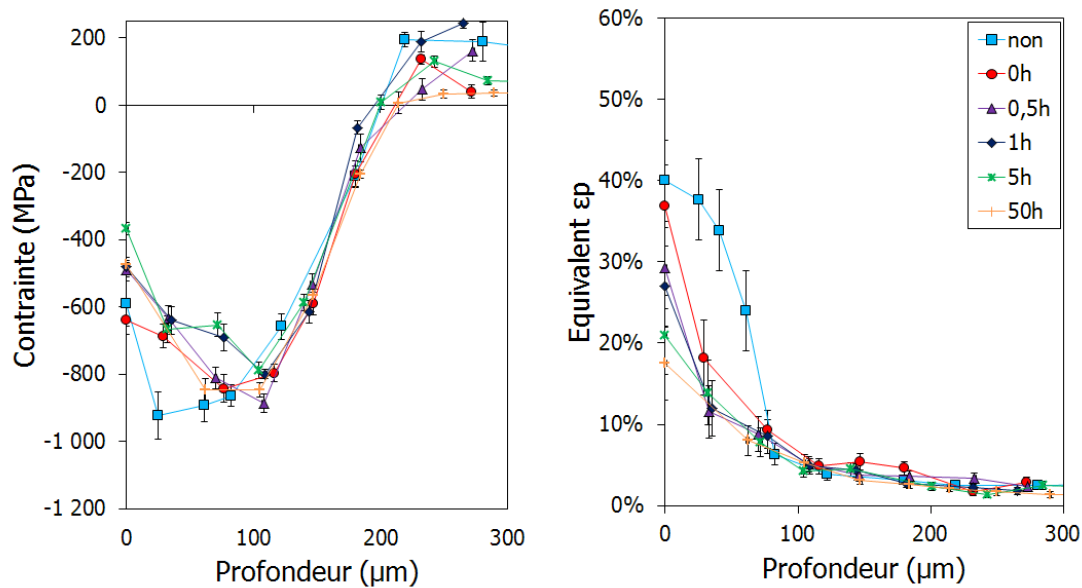 Contrainte (MPa)
200
0
-200
-400
-600
-800
-1 000
-1 200
0
100
200
300
Profondeur (µm)
Equivalent εp
60%
50%
40%
30%
20%
10%
0%
0
100
200
300
Profondeur (µm)
non
0h
0,5h
1h
5h
50h